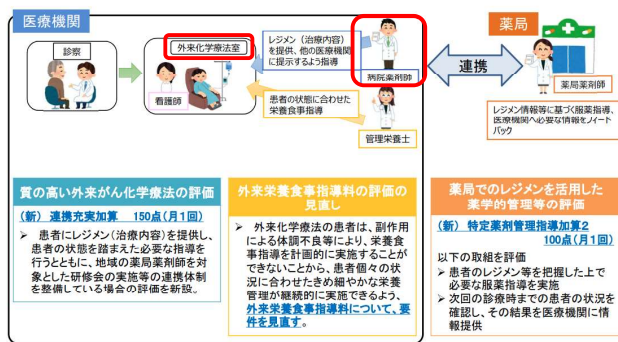 医療機関
診察
外来化学療法室
看護師
レジメン（治療内容）
を提供、他の医療機関
に提示するよう指導
病院薬剤師
患者の状態に合わせた
栄養食事指導
管理栄養士
連携
薬局
薬局薬剤師
レジメン情報等に基づく服薬指導、
医療機関へ必要な情報をフィード
バック
質の高い外来がん化学療法の評価
(新) 連携充実加算　150点(月1回)
➢ 患者にレジメン(治療内容)を提供し、
患者の状態を踏まえた必要な指導を
行うとともに、地域の薬局薬剤師を
対象とした研修会の実施等の連携体制
を整備している場合の評価を新設。
外来栄養食事指導料の評価の
見直し
➢ 外来化学療法の患者は、副作用
による体調不良等により、栄養食
事指導を計画的に実施することが
できないことから、患者個々の状
況に合わせたきめ細やかな栄養
管理が継続的に実施できるよう、
外来栄養食事指導料について、要
件を見直す。
薬局でのレジメンを活用した
薬学的管理等の評価
(新) 特定薬剤管理指導加算2
100点(月1回)
以下の取組を評価
➢ 患者のレジメン等を把握した上で
必要な服薬指導を実施
➢ 次回の診療時までの患者の状況を
確認し、その結果を医療機関に情
報提供